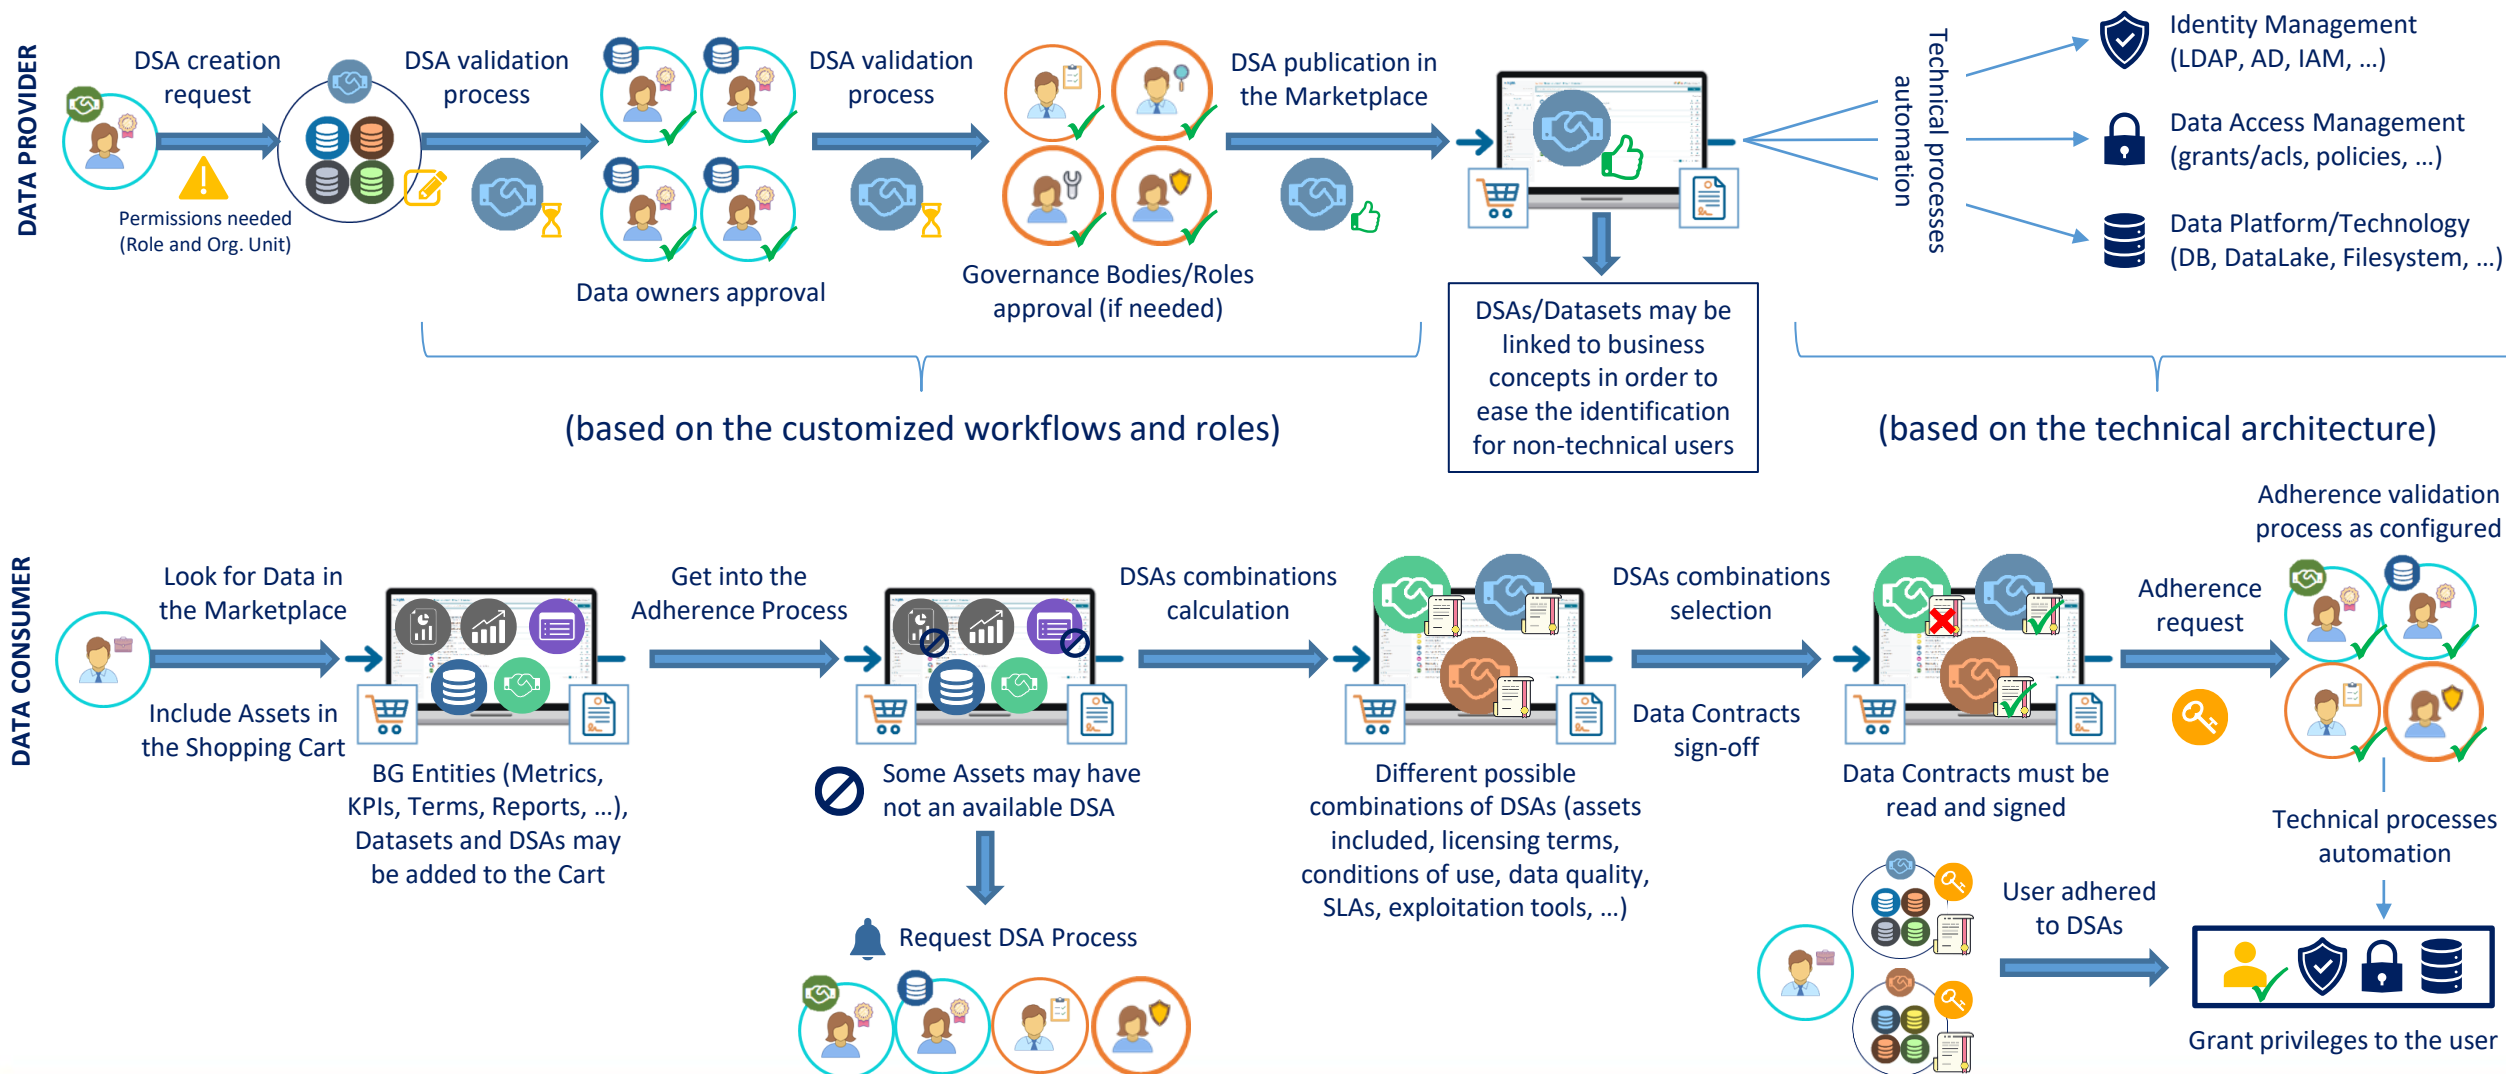 DATA PROVIDER
DSA creation
request
Permissions needed
(Role and Org. Unit)
DSA validation
process
Data owners approval
DSA validation
process
Governance Bodies/Roles
approval (if needed)
DSA publication in
the Marketplace
DSAs/Datasets may be
linked to business
concepts in order to
ease the identification
for non-technical users
Technical processes
automation
Identity Management
(LDAP, AD, IAM, ...)
Data Access Management
(grants/acls, policies, ...)
Data Platform/Technology
(DB, DataLake, Filesystem, ...)
(based on the customized workflows and roles)
(based on the technical architecture)
DATA CONSUMER
Look for Data in
the Marketplace
Include Assets in
the Shopping Cart
BG Entities (Metrics,
KPIs, Terms, Reports, ...),
Datasets and DSAs may
be added to the Cart
Get into the
Adherence Process
Some Assets may have
not an available DSA
Request DSA Process
DSAs combinations
calculation
Different possible
combinations of DSAs (assets
included, licensing terms,
conditions of use, data quality,
SLAs, exploitation tools, ...)
DSAs combinations
selection
Data Contracts
sign-off
Data Contracts must be
read and signed
Adherence
request
Adherence validation
process as configured
Technical processes
automation
User adhered
to DSAs
Grant privileges to the user